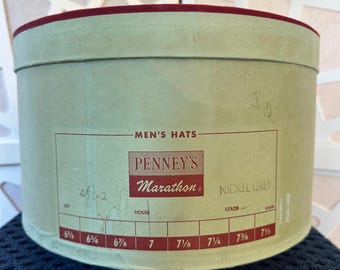 MEN'S HATS
PENNEY'S
Marathon®
NICKEL GREY
LOT HOUSE COLOR
6⅝ 6¾ 6⅞ 7 7⅛ 7¼ 7⅜ 7½